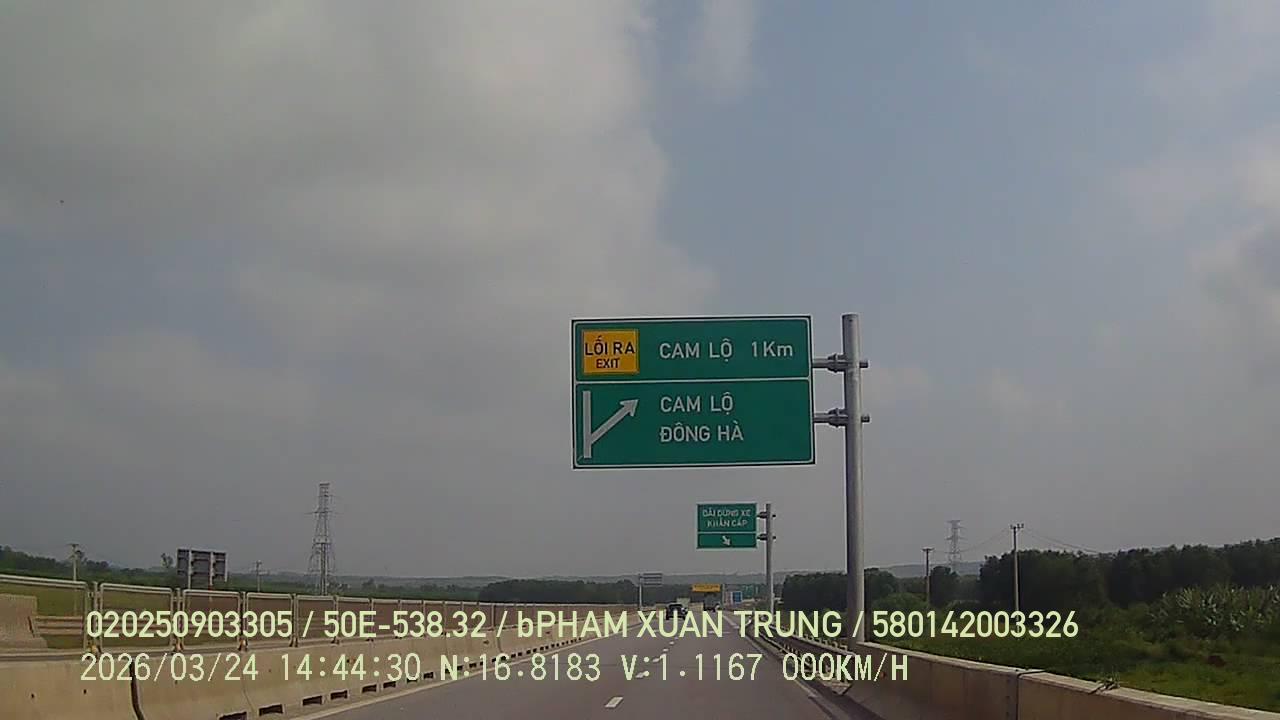 LỐI RA
EXIT
CAM LỘ 1Km
CAM LỘ
ĐÔNG HÀ
DẢI DỪNG XE
KHẨN CẤP
020250903305 / 50E-538.32 / bPHAM XUAN TRUNG / 580142003326
2026/03/24 14:44:30 N:16.8183 V:1.1167 000KM/H